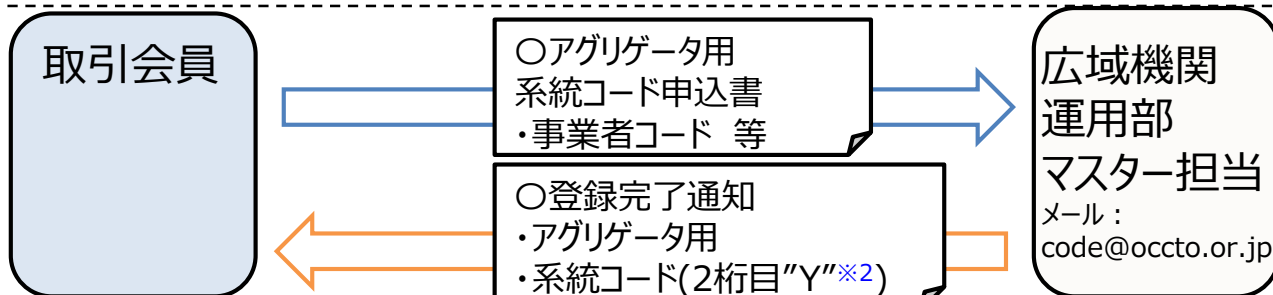 取引会員
〇アグリゲータ用
系統コード申込書
・事業者コード 等
〇登録完了通知
・アグリゲータ用
・系統コード(2桁目”Y”※2)
広域機関
運用部
マスター担当
メール：
code@occto.or.jp